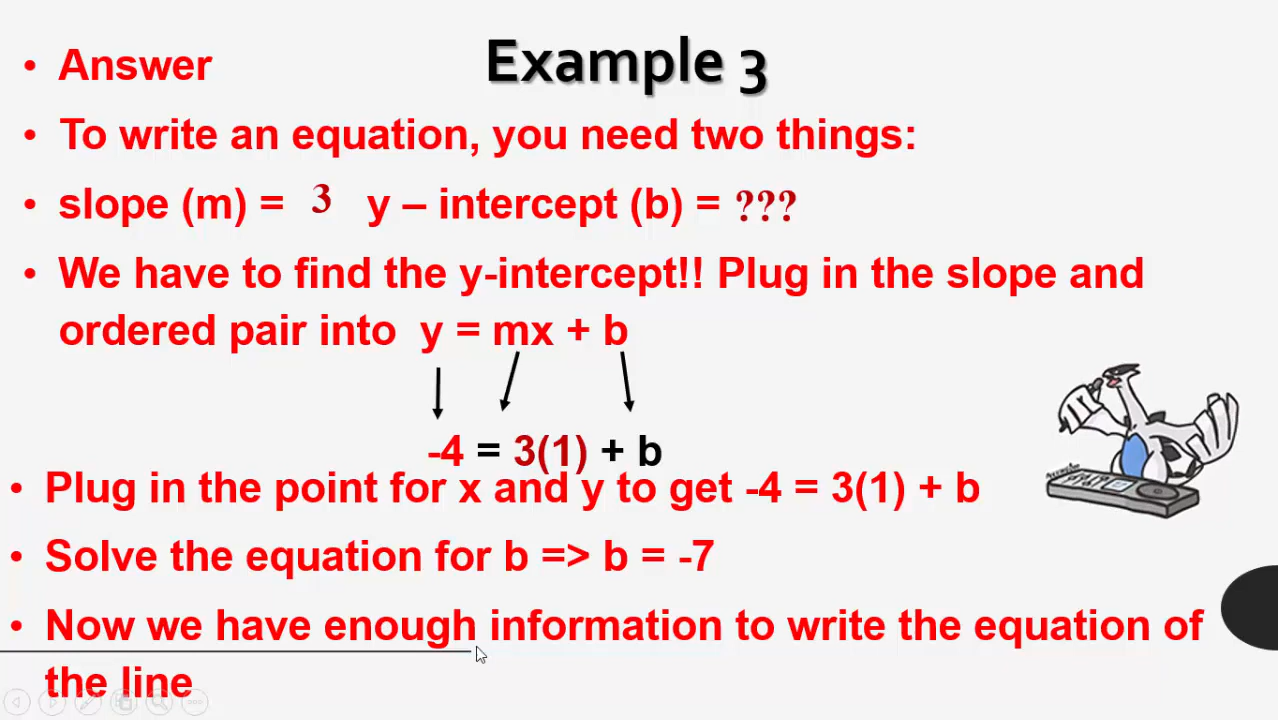 Example 3
• Answer
• To write an equation, you need two things:
• slope (m) = 3 y – intercept (b) = ???
• We have to find the y-intercept!! Plug in the slope and
ordered pair into y = mx + b
-4 = 3(1) + b
• Plug in the point for x and y to get -4 = 3(1) + b
• Solve the equation for b => b = -7
• Now we have enough information to write the equation of
the line